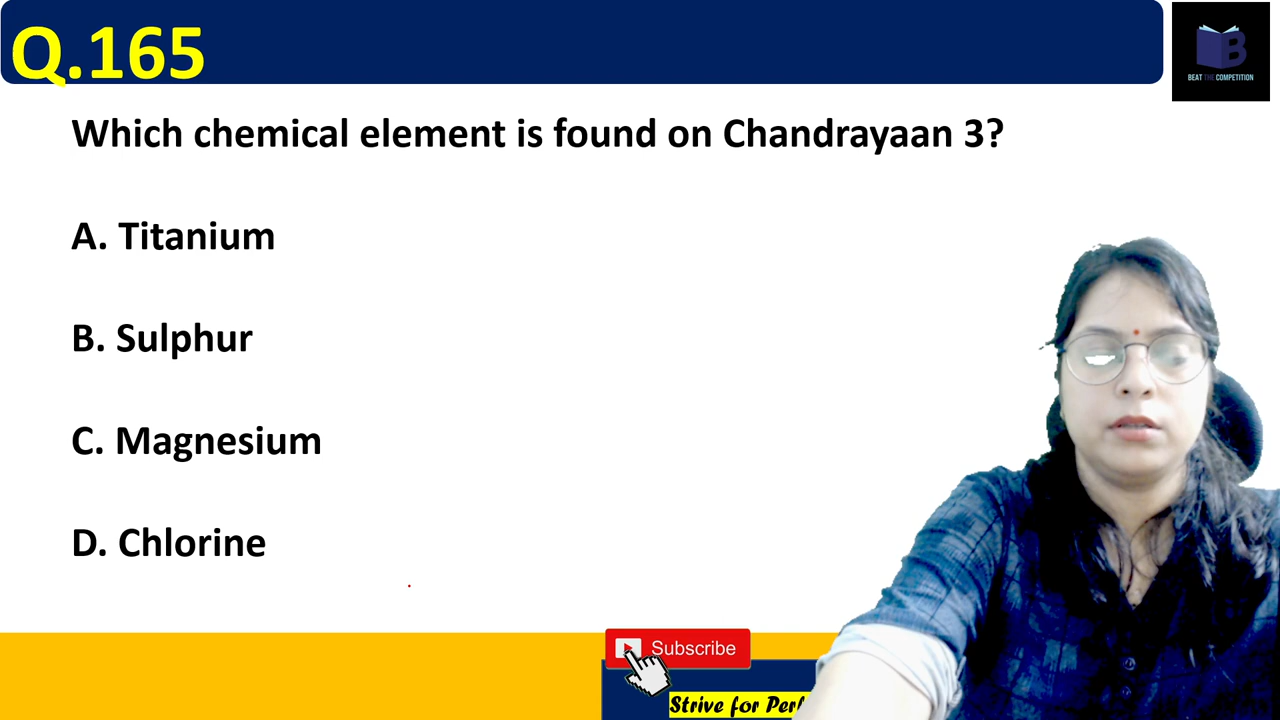 Q.165
BEAT THE COMPETITION
Which chemical element is found on Chandrayaan 3?
A. Titanium
B. Sulphur
C. Magnesium
D. Chlorine
Subscribe
Strive for